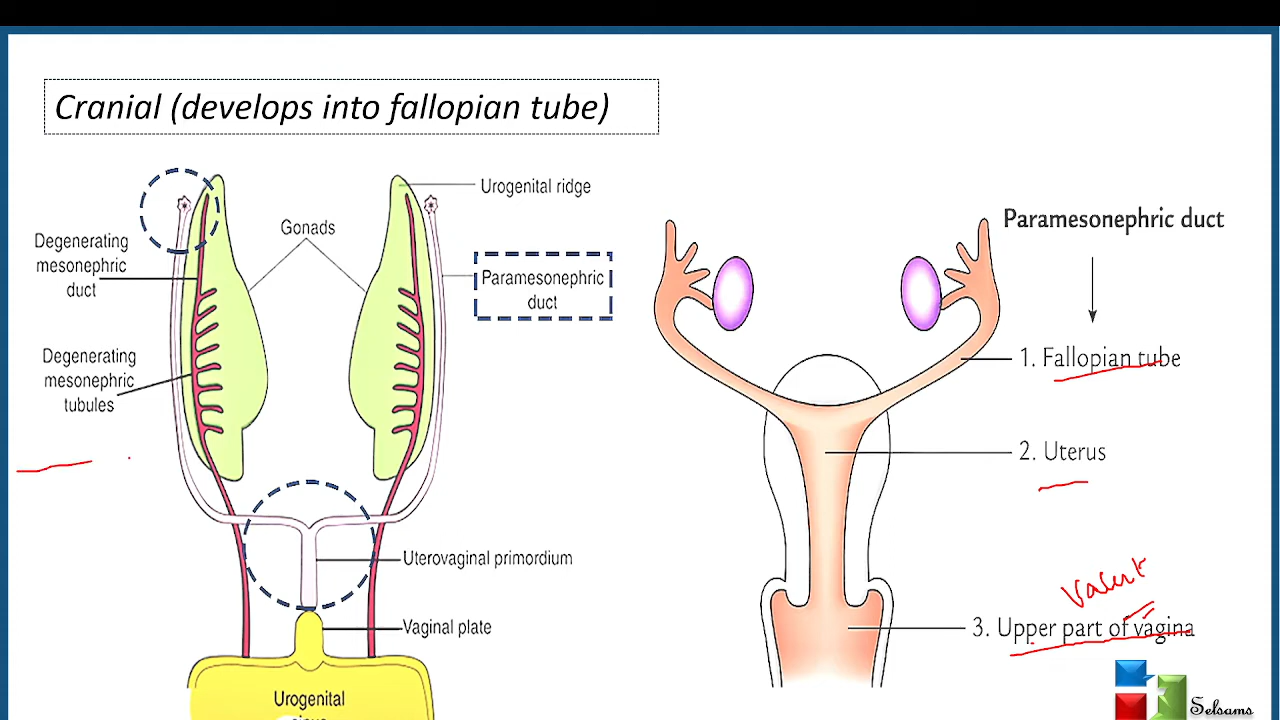 Cranial (develops into fallopian tube)
Urogenital ridge
Gonads
Degenerating
mesonephric
duct
Paramesonephric
duct
Degenerating
mesonephric
tubules
Uterovaginal primordium
Vaginal plate
Urogenital
Paramesonephric duct
1. Fallopian tube
2. Uterus
3. Upper part of vagina
Selsams